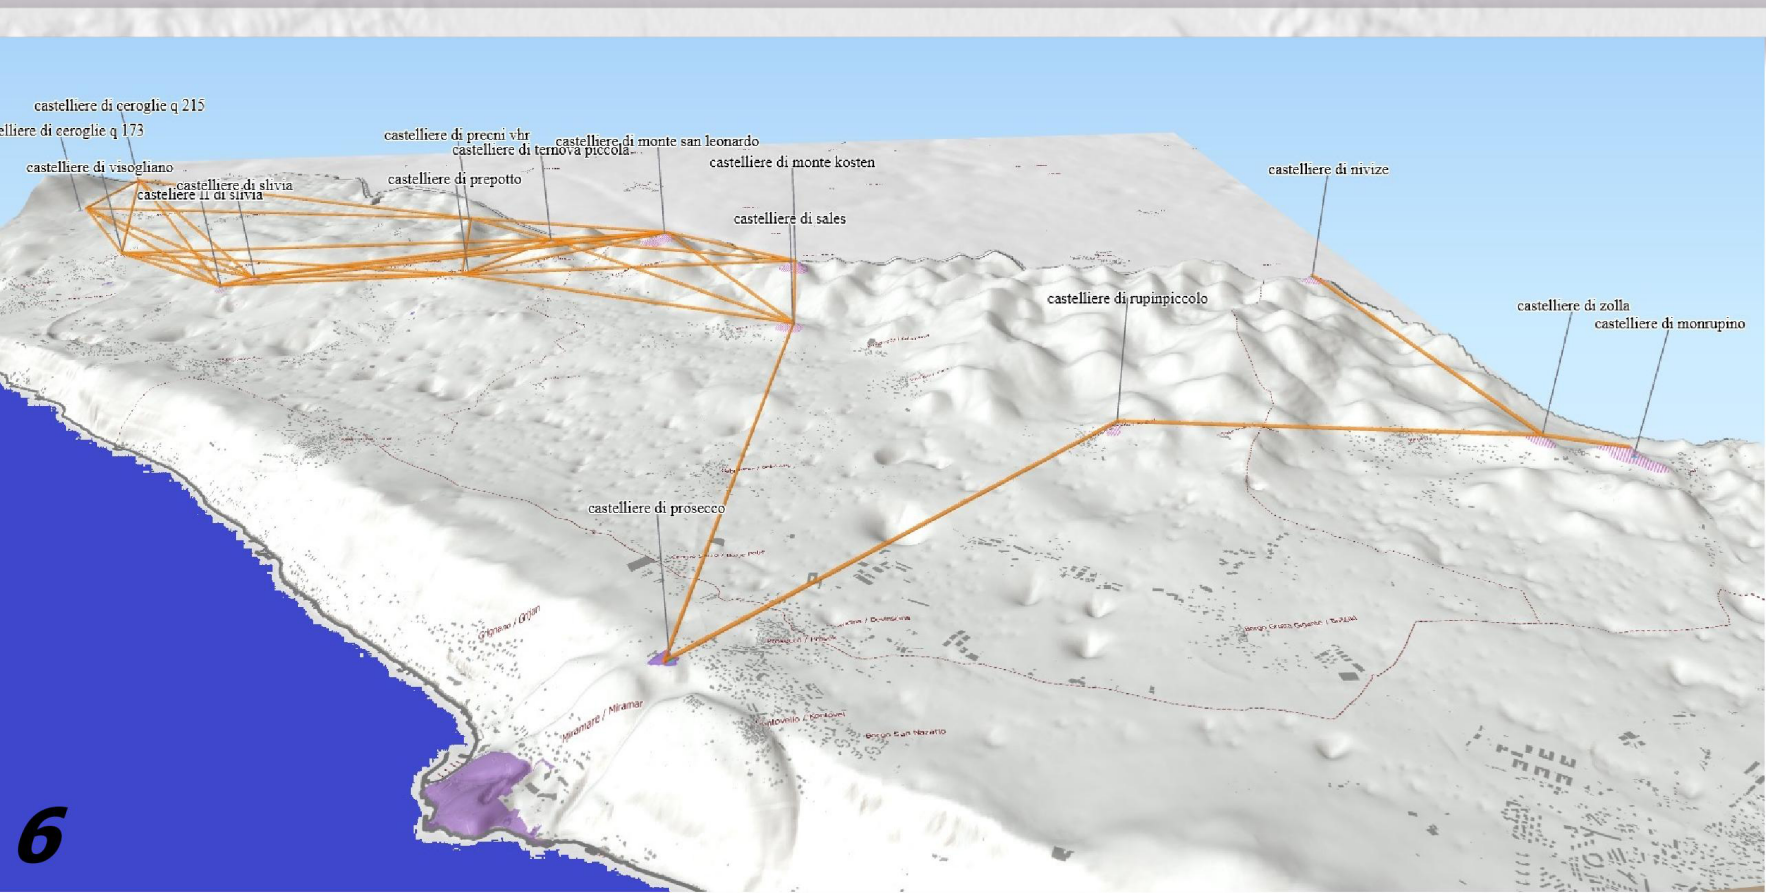 castelliere di ceroglie q 215
elliere di ceroglie q 173
castelliere di precni vhr
castelliere di monte san leonardo
castelliere di ternova piccola
castelliere di monte kosten
castelliere di visogliano
castelliere di nivize
castelliere di prepotto
castelliere di slivia
casteliere II di slivia
castelliere di sales
castelliere di rupinpiccolo
castelliere di zolla
castelliere di monrupino
castelliere di prosecco
Grignano / Grljan
Miramare / Miramar
Contovello / Kontovel
Borgo San Nazario
6